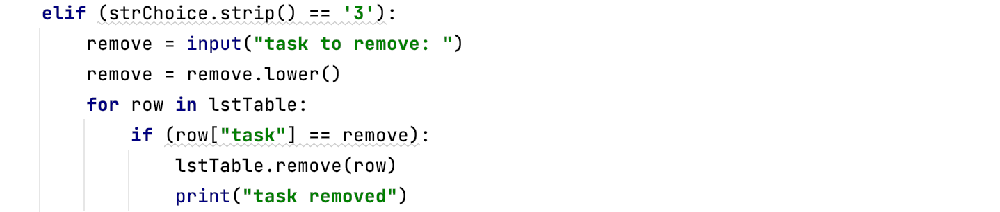 elif (strChoice.strip() == '3'):
    remove = input("task to remove: ")
    remove = remove.lower()
    for row in lstTable:
        if (row["task"] == remove):
            lstTable.remove(row)
            print("task removed")